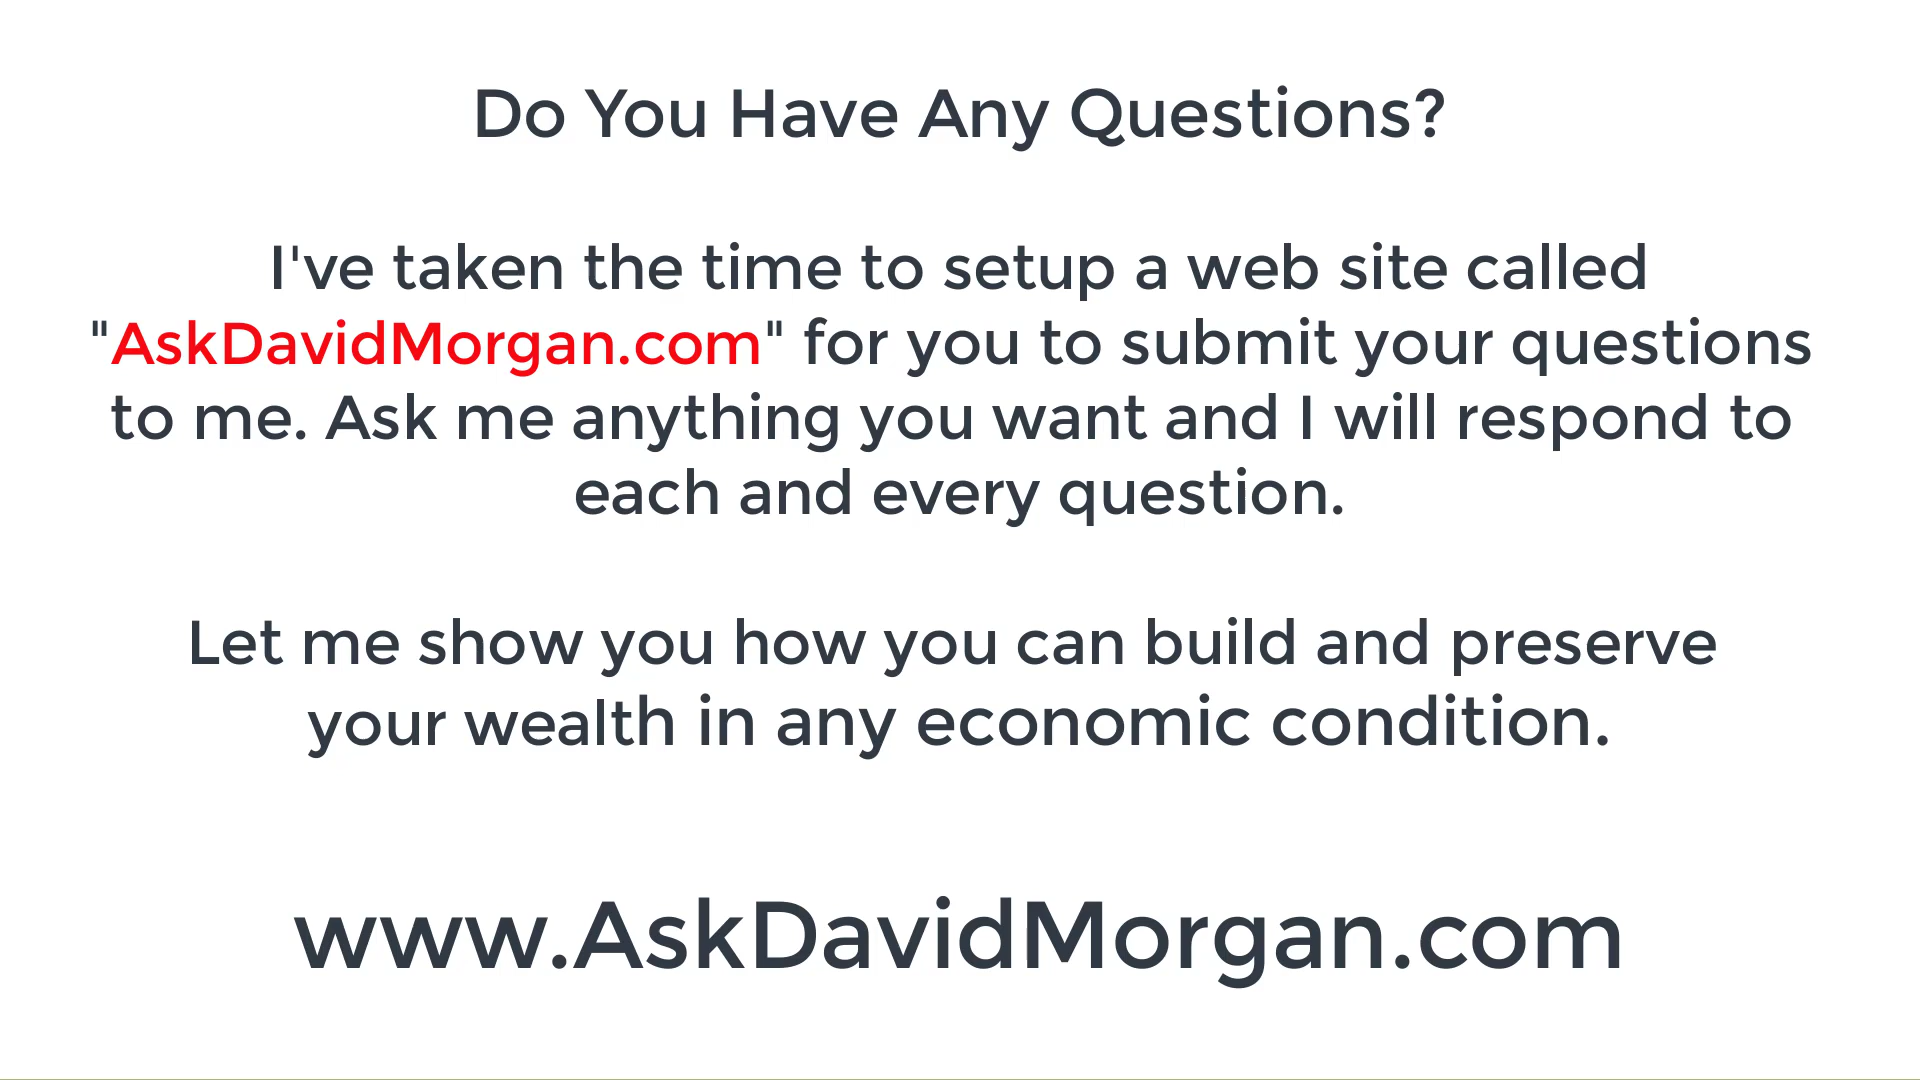 Do You Have Any Questions?
I've taken the time to setup a web site called
"AskDavidMorgan.com" for you to submit your questions
to me. Ask me anything you want and I will respond to
each and every question.
Let me show you how you can build and preserve
your wealth in any economic condition.
www.AskDavidMorgan.com